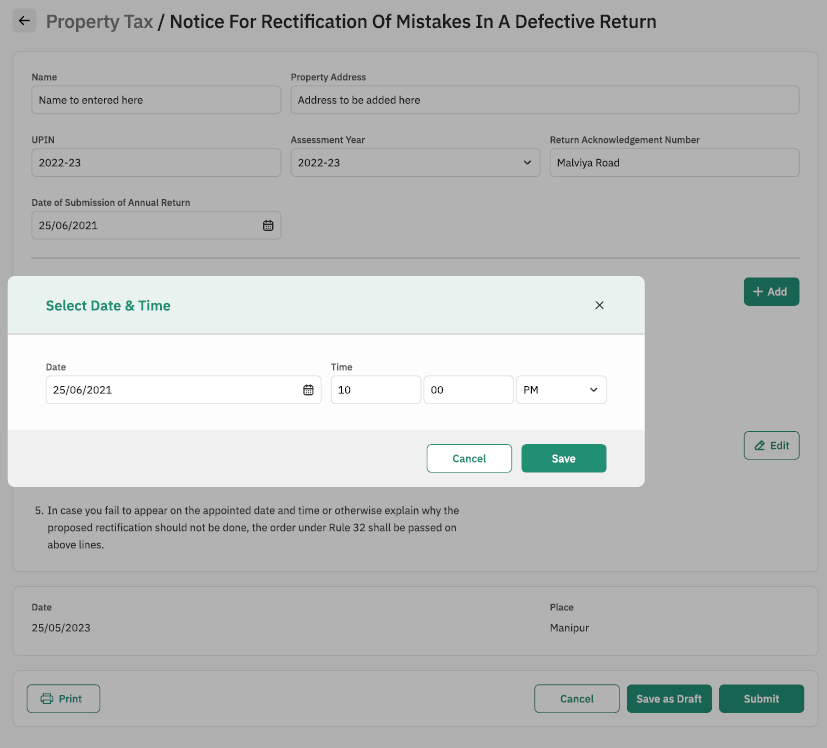 Property Tax / Notice For Rectification Of Mistakes In A Defective Return
Name
Property Address
Name to entered here
Address to be added here
UPIN
Assessment Year
Return Acknowledgement Number
2022-23
2022-23
Malviya Road
Date of Submission of Annual Return
25/06/2021
+ Add
Select Date & Time
Date
Time
25/06/2021
10
00
PM
Edit
Cancel
Save
5. In case you fail to appear on the appointed date and time or otherwise explain why the
proposed rectification should not be done, the order under Rule 32 shall be passed on
above lines.
Date
Place
25/05/2023
Manipur
Print
Cancel
Save as Draft
Submit